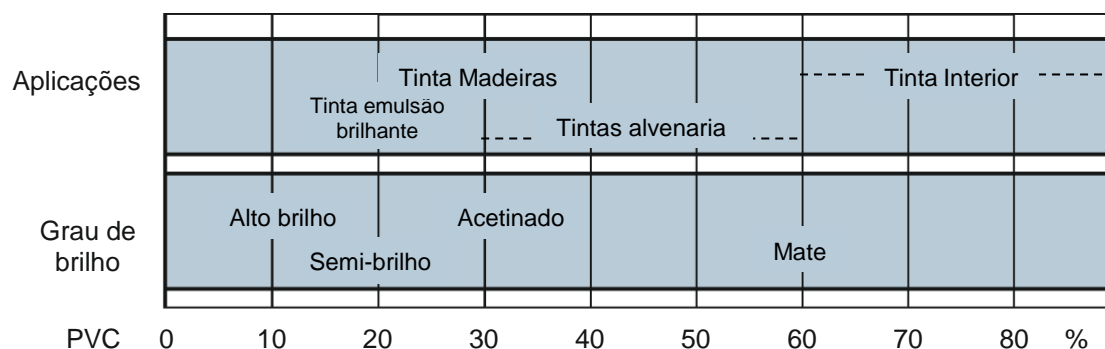 Aplicações
Tinta Madeiras
Tinta Interior
Tinta emulsão
brilhante
Tintas alvenaria
Grau de
brilho
Alto brilho
Acetinado
Semi-brilho
Mate
PVC 0 10 20 30 40 50 60 70 80 %